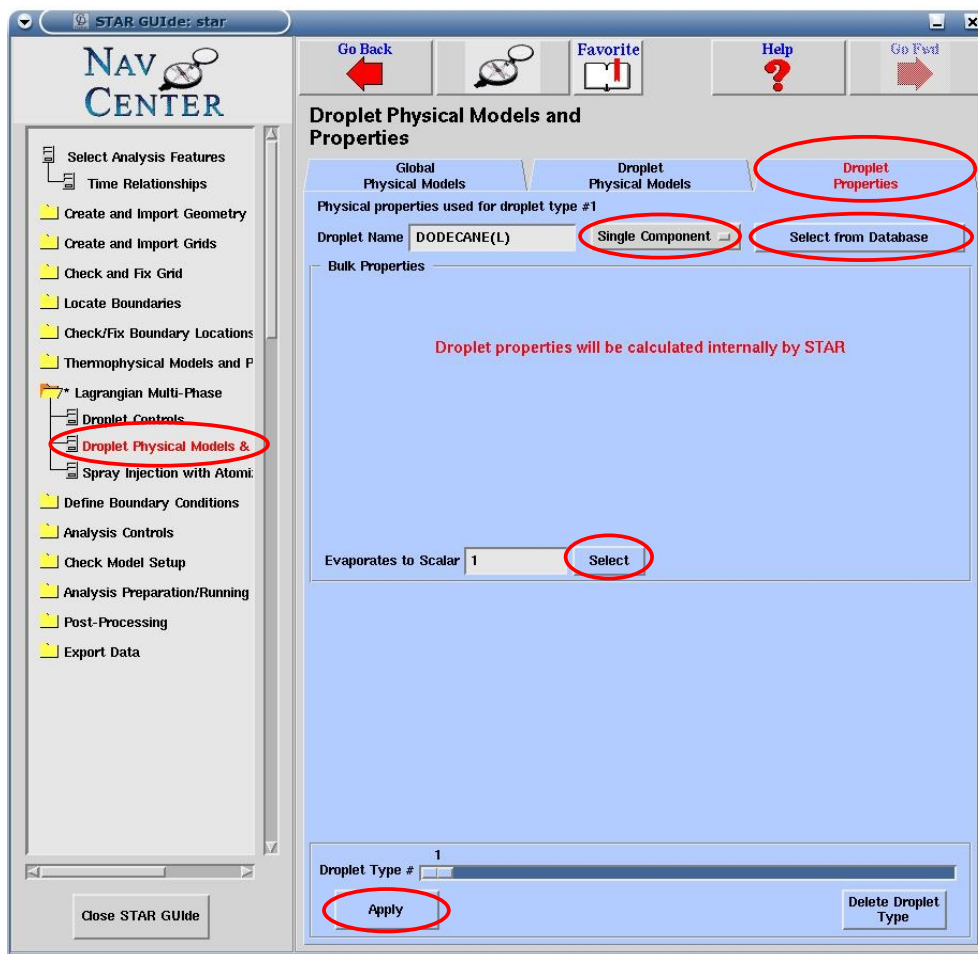 STAR GUIde: star
NAV
CENTER
Select Analysis Features
Time Relationships
Create and Import Geometry
Create and Import Grids
Check and Fix Grid
Locate Boundaries
Check/Fix Boundary Locations
Thermophysical Models and P
* Lagrangian Multi-Phase
Droplet Controls
Droplet Physical Models &
Spray Injection with Atomi
Define Boundary Conditions
Analysis Controls
Check Model Setup
Analysis Preparation/Running
Post-Processing
Export Data
Close STAR GUIde
Go Back
Favorite
Help
Go Fwd
Droplet Physical Models and
Properties
Global
Physical Models
Droplet
Physical Models
Droplet
Properties
Physical properties used for droplet type #1
Droplet Name DODECANE(L) Single Component Select from Database
Bulk Properties
Droplet properties will be calculated internally by STAR
Evaporates to Scalar 1 Select
1
Droplet Type #
Apply
Delete Droplet
Type